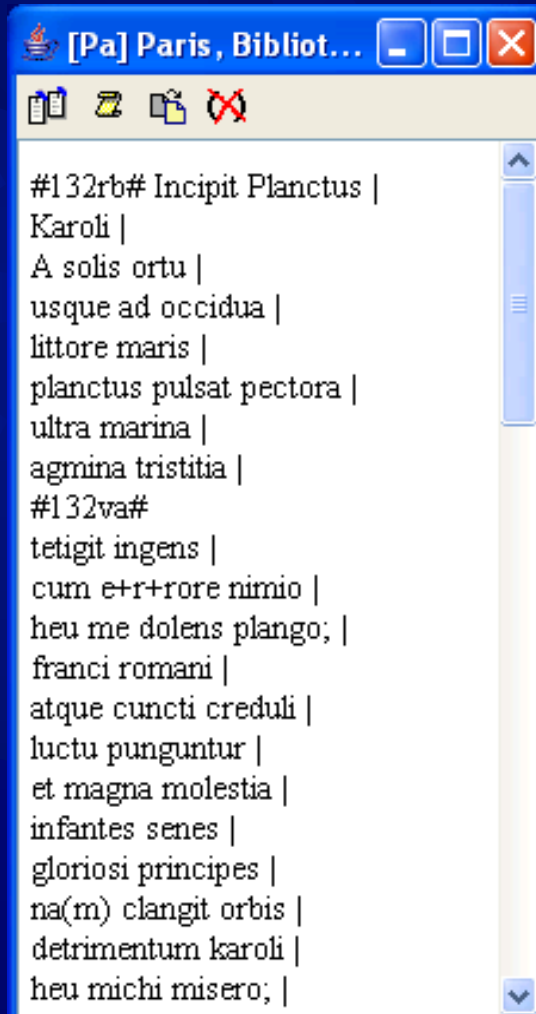 [Pa] Paris, Bibliot...
#132rb# Incipit Planctus |
Karoli |
A solis ortu |
usque ad occidua |
littore maris |
planctus pulsat pectora |
ultra marina |
agmina tristitia |
#132va#
tetigit ingens |
cum e+r+rore nimio |
heu me dolens plango; |
franci romani |
atque cuncti creduli |
luctu punguntur |
et magna molestia |
infantes senes |
gloriosi principes |
na(m) clangit orbis |
detrimentum karoli |
heu michi misero; |